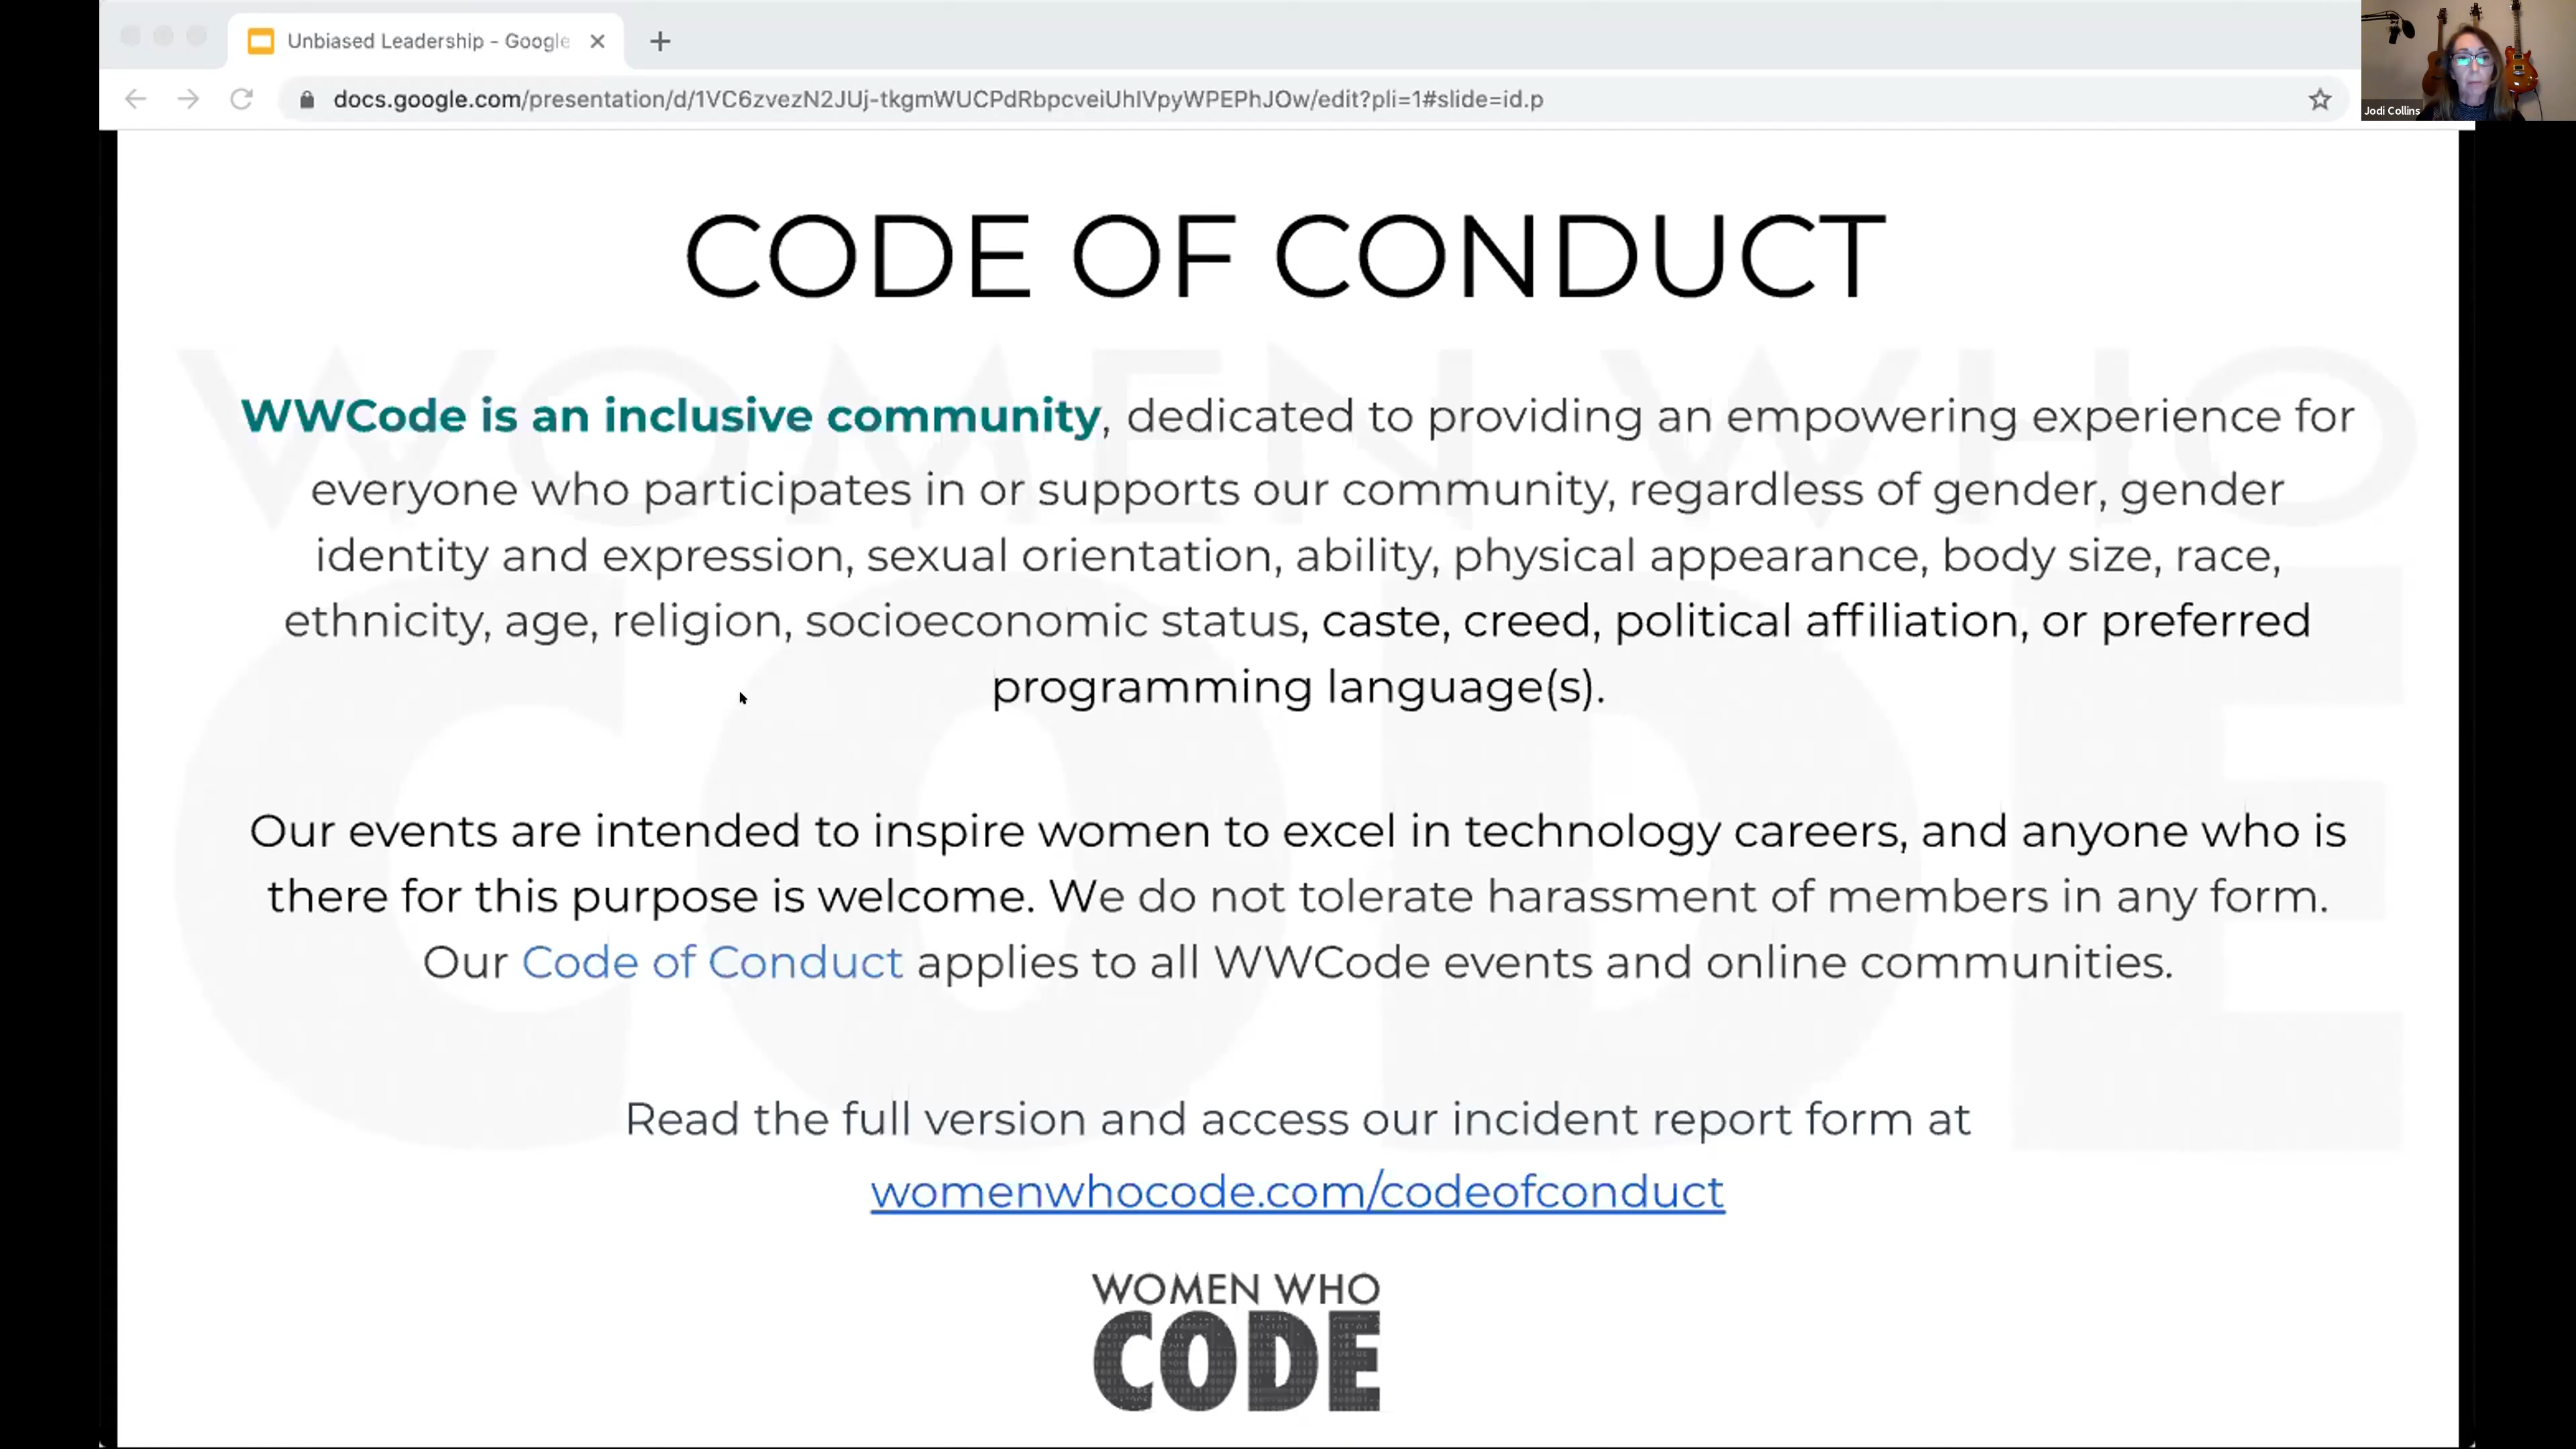 Unbiased Leadership - Google
docs.google.com/presentation/d/1VC6zvezN2JUj-tkgmWUCPdRbpcveiUhIVpyWPEPhJOw/edit?pli=1#slide=id.p
Jodi Collins
CODE OF CONDUCT
WWCode is an inclusive community, dedicated to providing an empowering experience for
everyone who participates in or supports our community, regardless of gender, gender
identity and expression, sexual orientation, ability, physical appearance, body size, race,
ethnicity, age, religion, socioeconomic status, caste, creed, political affiliation, or preferred
programming language(s).
Our events are intended to inspire women to excel in technology careers, and anyone who is
there for this purpose is welcome. We do not tolerate harassment of members in any form.
Our Code of Conduct applies to all WWCode events and online communities.
Read the full version and access our incident report form at
womenwhocode.com/codeofconduct
WOMEN WHO
CODE
WOMEN WHO
CODE